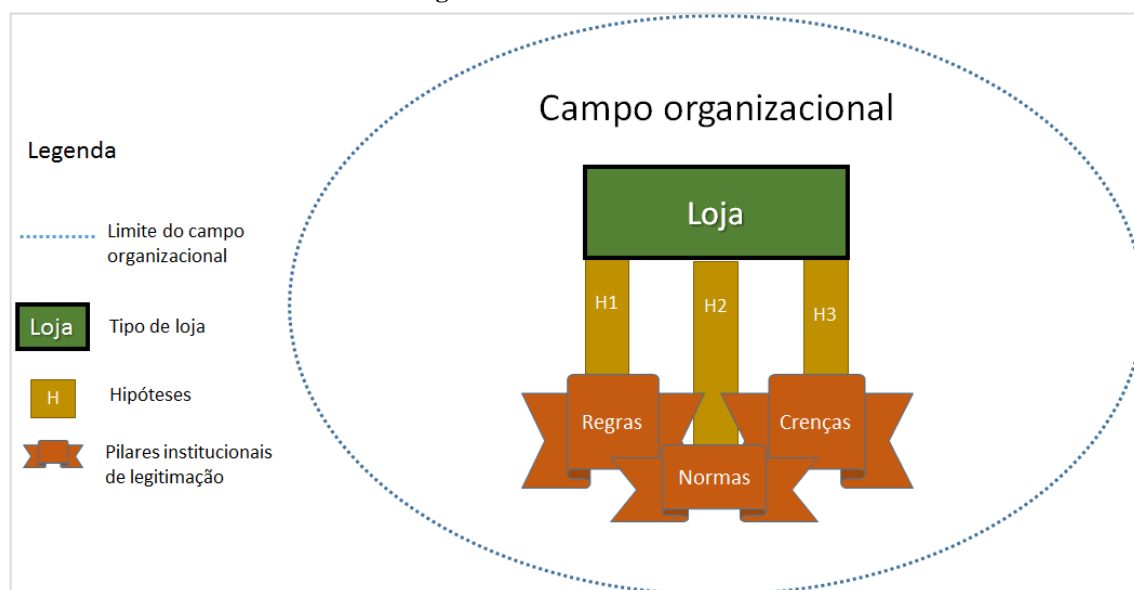 Campo organizacional
Legenda
Loja
Limite do campo
organizacional
H1
H2
H3
Loja
Tipo de loja
H
Hipóteses
Regras
Crenças
Pilares institucionais
de legitimação
Normas